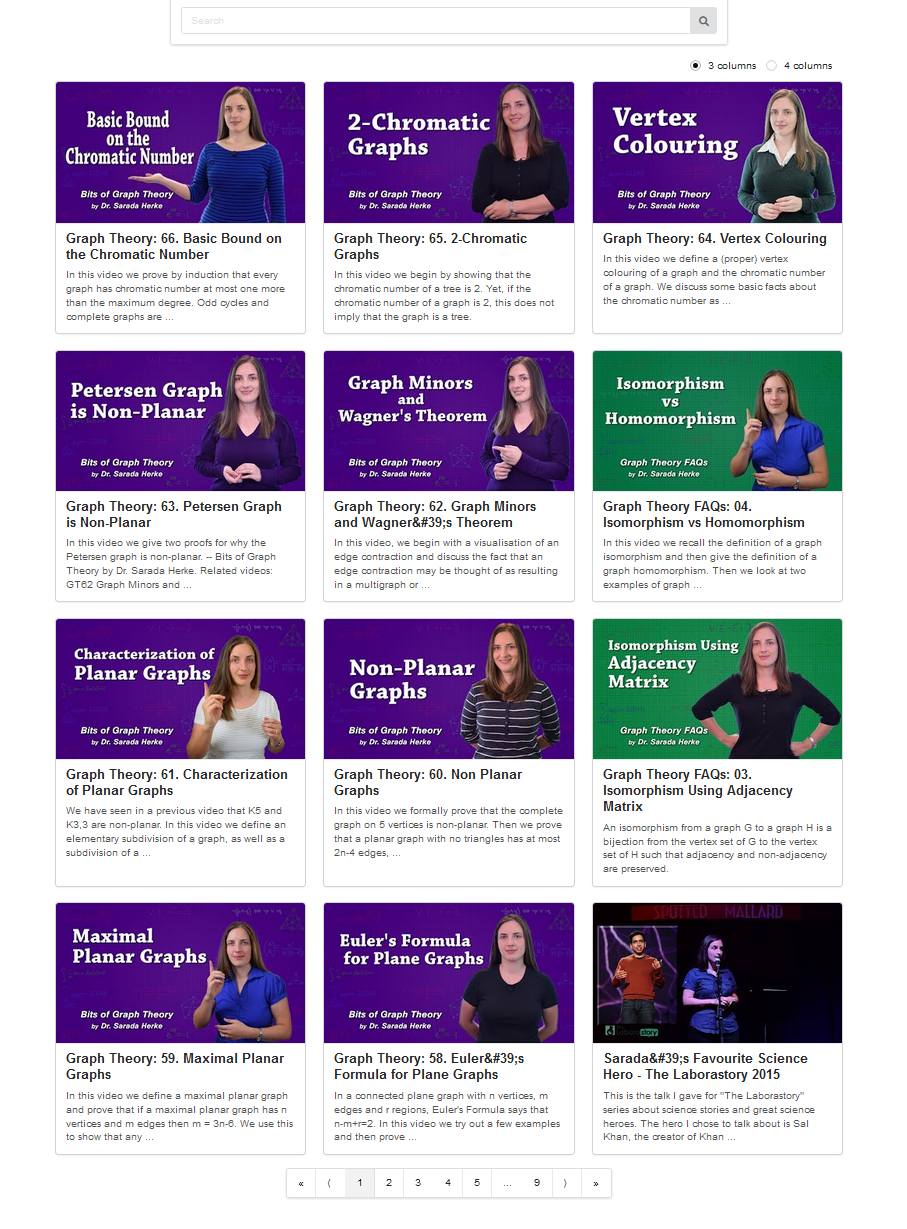 Search
3 columns
4 columns
Basic Bound
on the
Chromatic Number
Bits of Graph Theory
by Dr. Sarada Herke
Graph Theory: 66. Basic Bound on
the Chromatic Number
In this video we prove by induction that every
graph has chromatic number at most one more
than the maximum degree. Odd cycles and
complete graphs are ...
2-Chromatic
Graphs
Bits of Graph Theory
by Dr. Sarada Herke
Graph Theory: 65. 2-Chromatic
Graphs
In this video we begin by showing that the
chromatic number of a tree is 2. Yet, if the
chromatic number of a graph is 2, this does not
imply that the graph is a tree.
Vertex
Colouring
Bits of Graph Theory
by Dr. Sarada Herke
Graph Theory: 64. Vertex Colouring
In this video we define a (proper) vertex
colouring of a graph and the chromatic number
of a graph. We discuss some basic facts about
the chromatic number as ...
Petersen Graph
is Non-Planar
Bits of Graph Theory
by Dr. Sarada Herke
Graph Theory: 63. Petersen Graph
is Non-Planar
In this video we give two proofs for why the
Petersen graph is non-planar. -- Bits of Graph
Theory by Dr. Sarada Herke. Related videos:
GT62 Graph Minors and ...
Graph Minors
and
Wagner's Theorem
Bits of Graph Theory
by Dr. Sarada Herke
Graph Theory: 62. Graph Minors
and Wagner&#39;s Theorem
In this video, we begin with a visualisation of an
edge contraction and discuss the fact that an
edge contraction may be thought of as resulting
in a multigraph or ...
Isomorphism
vs
Homomorphism
Graph Theory FAQs
by Dr. Sarada Herke
Graph Theory FAQs: 04.
Isomorphism vs Homomorphism
In this video we recall the definition of a graph
isomorphism and then give the definition of a
graph homomorphism. Then we look at two
examples of graph ...
Characterization of
Planar Graphs
Bits of Graph Theory
by Dr. Sarada Herke
Graph Theory: 61. Characterization
of Planar Graphs
We have seen in a previous video that K5 and
K3,3 are non-planar. In this video we define an
elementary subdivision of a graph, as well as a
subdivision of a ...
Non-Planar
Graphs
Bits of Graph Theory
by Dr. Sarada Herke
Graph Theory: 60. Non Planar
Graphs
In this video we formally prove that the complete
graph on 5 vertices is non-planar. Then we prove
that a planar graph with no triangles has at most
2n-4 edges, ...
Isomorphism Using
Adjacency
Matrix
Graph Theory FAQs
by Dr. Sarada Herke
Graph Theory FAQs: 03.
Isomorphism Using Adjacency
Matrix
An isomorphism from a graph G to a graph H is a
bijection from the vertex set of G to the vertex
set of H such that adjacency and non-adjacency
are preserved.
Maximal
Planar Graphs
Bits of Graph Theory
by Dr. Sarada Herke
Graph Theory: 59. Maximal Planar
Graphs
In this video we define a maximal planar graph
and prove that if a maximal planar graph has n
vertices and m edges then m = 3n-6. We use this
to show that any ...
Euler's Formula
for Plane Graphs
Bits of Graph Theory
by Dr. Sarada Herke
Graph Theory: 58. Euler&#39;s
Formula for Plane Graphs
In a connected plane graph with n vertices, m
edges and r regions, Euler's Formula says that
n-m+r=2. In this video we try out a few examples
and then prove ...
SPOTTED MALLARD
Laborastory
Sarada&#39;s Favourite Science
Hero - The Laborastory 2015
This is the talk I gave for "The Laborastory"
series about science stories and great science
heroes. The hero I chose to talk about is Sal
Khan, the creator of Khan ...
« ⟨ 1 2 3 4 5 ... 9 ⟩ »